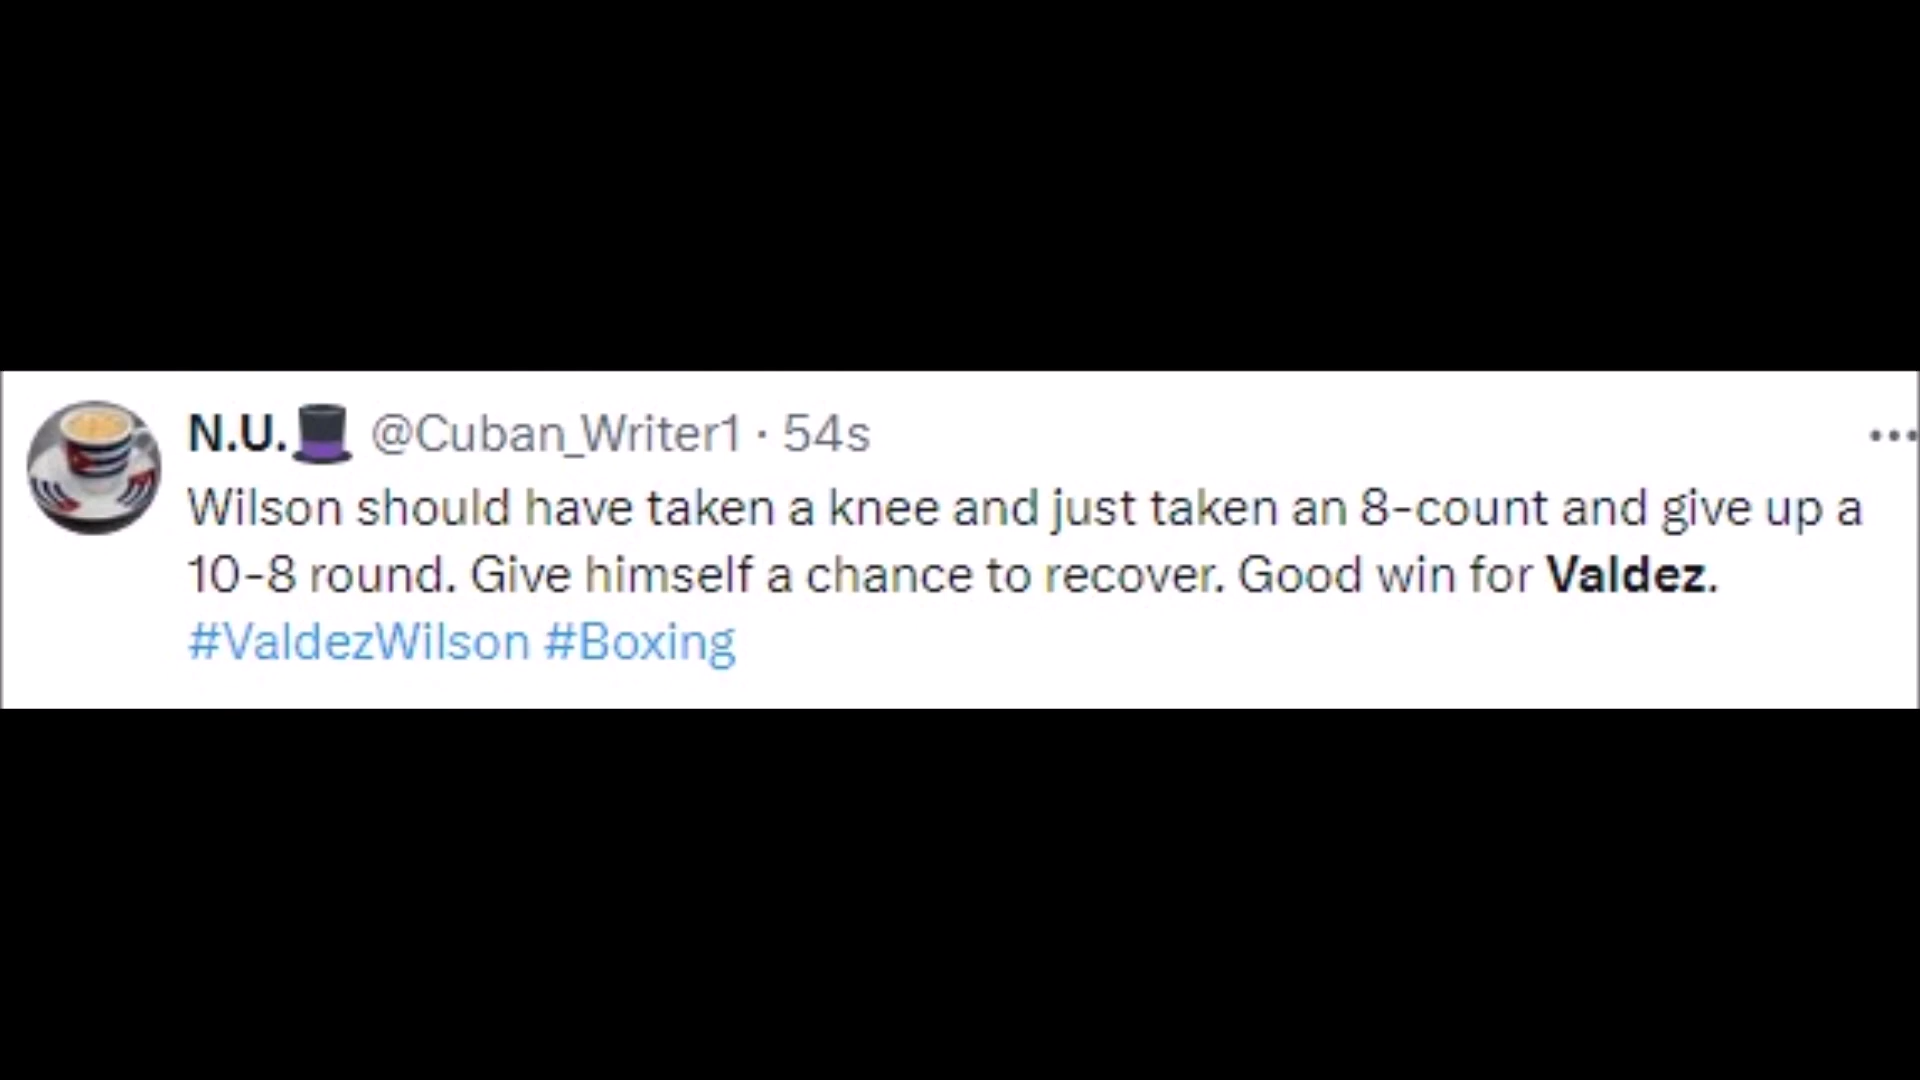 N.U.🎩 @Cuban_Writer1 · 54s
Wilson should have taken a knee and just taken an 8-count and give up a
10-8 round. Give himself a chance to recover. Good win for Valdez.
#ValdezWilson #Boxing